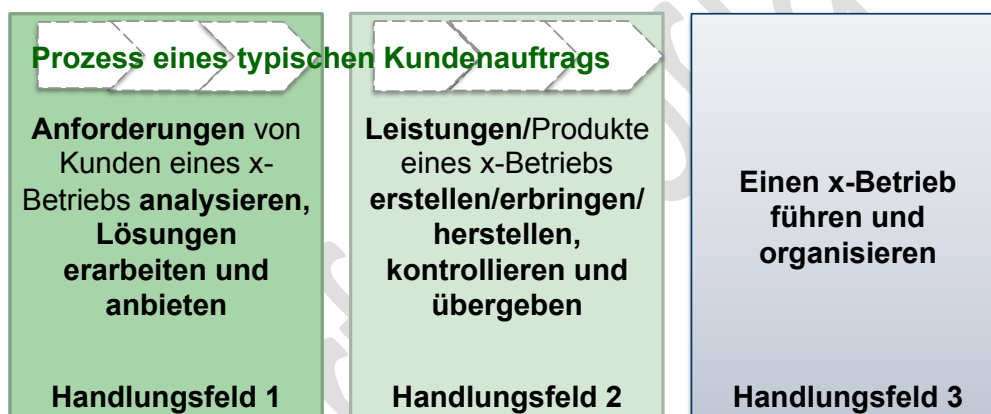 Prozess eines typischen Kundenauftrags
Anforderungen von
Kunden eines x-
Betriebs analysieren,
Lösungen
erarbeiten und
anbieten
Handlungsfeld 1
Leistungen/Produkte
eines x-Betriebs
erstellen/erbringen/
herstellen,
kontrollieren und
übergeben
Handlungsfeld 2
Einen x-Betrieb
führen und
organisieren
Handlungsfeld 3